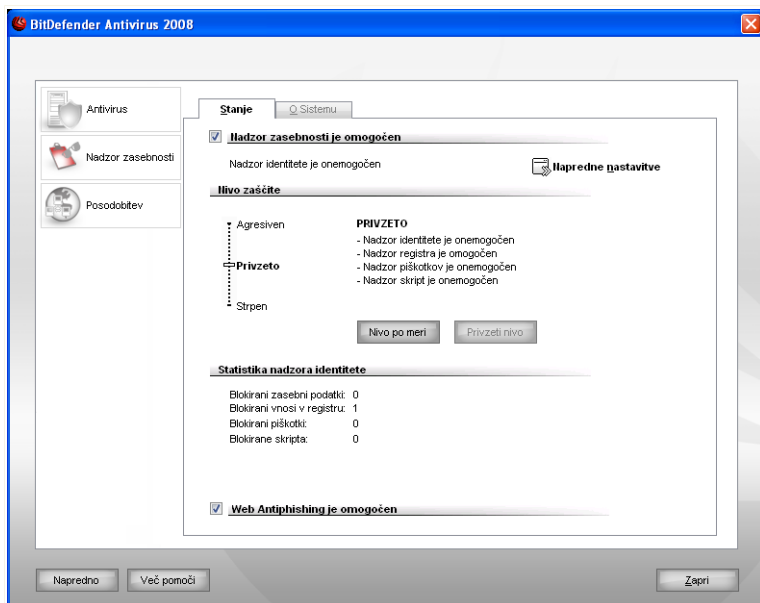 BitDefender Antivirus 2008
Antivirus
Nadzor zasebnosti
Posodobitev
Stanje
O Sistemu
Nadzor zasebnosti je omogočen
Nadzor identitete je onemogočen
Napredne nastavitve
Nivo zaščite
Agresiven
Privzeto
Strpen
PRIVZETO
- Nadzor identitete je onemogočen
- Nadzor registra je omogočen
- Nadzor piškotkov je onemogočen
- Nadzor skript je onemogočen
Nivo po meri
Privzeti nivo
Statistika nadzora identitete
Blokirani zasebni podatki: 0
Blokirani vnosi v registru: 1
Blokirani piškotki: 0
Blokirane skripta: 0
Web Antiphishing je omogočen
Napredno
Več pomoči
Zapri